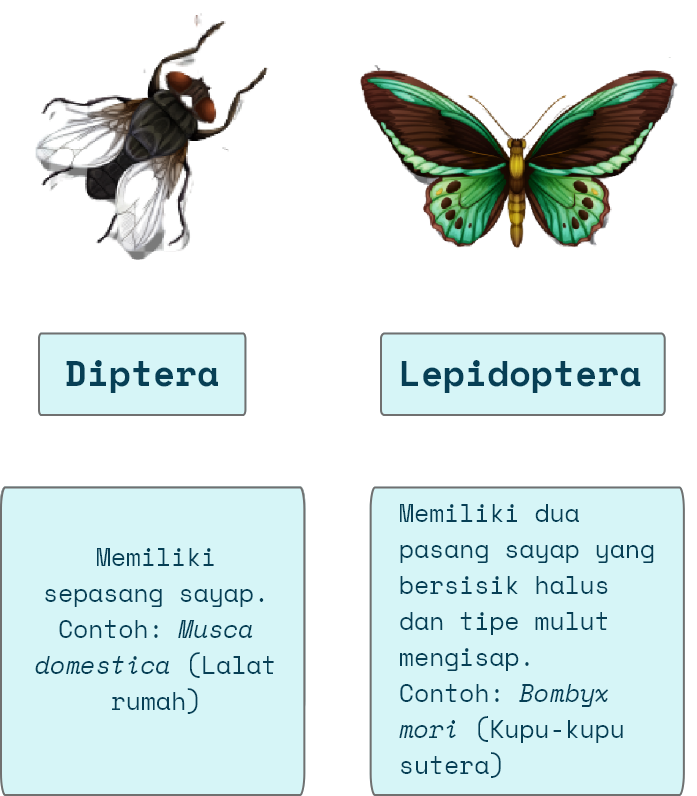 Diptera
Lepidoptera
Memiliki
sepasang sayap.
Contoh: Musca
domestica (Lalat
rumah)
Memiliki dua
pasang sayap yang
bersisik halus
dan tipe mulut
mengisap.
Contoh: Bombyx
mori (Kupu-kupu
sutera)